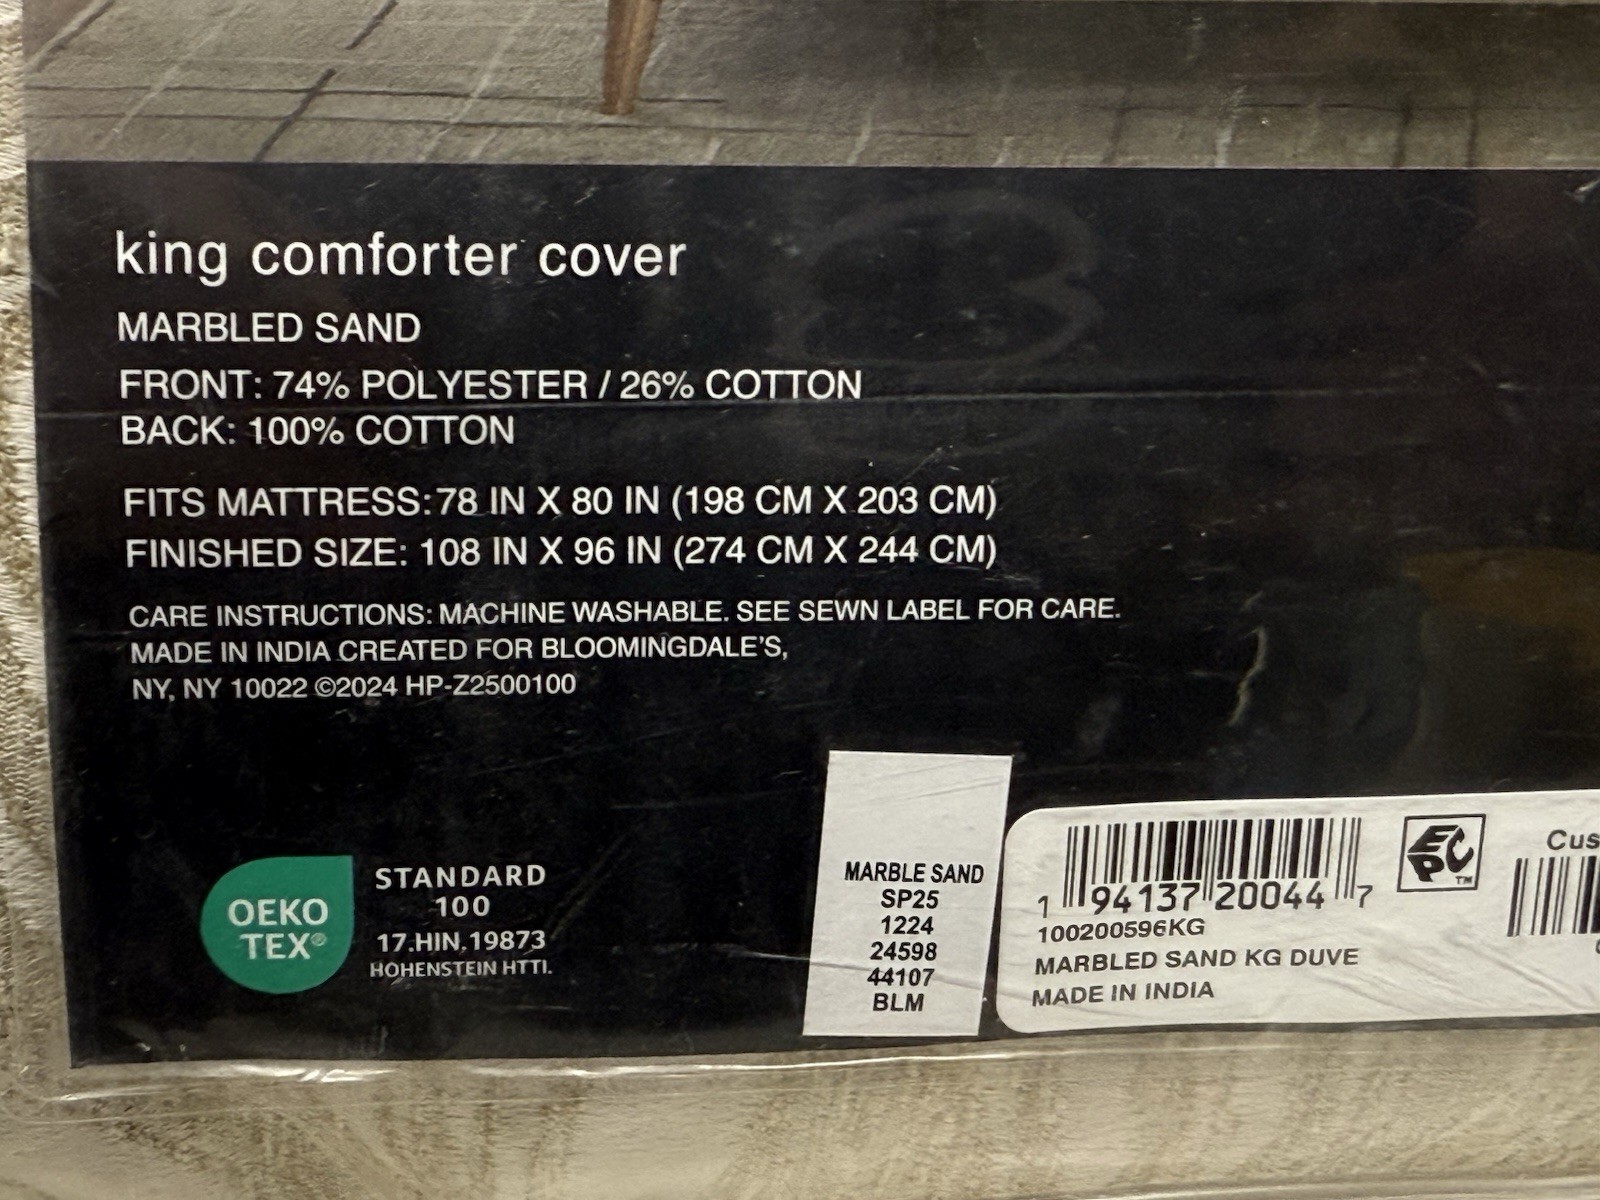 king comforter cover
MARBLED SAND
FRONT: 74% POLYESTER / 26% COTTON
BACK: 100% COTTON
FITS MATTRESS: 78 IN X 80 IN (198 CM X 203 CM)
FINISHED SIZE: 108 IN X 96 IN (274 CM X 244 CM)
CARE INSTRUCTIONS: MACHINE WASHABLE. SEE SEWN LABEL FOR CARE.
MADE IN INDIA CREATED FOR BLOOMINGDALE'S,
NY, NY 10022 ©2024 HP-Z2500100
OEKO
TEX®
STANDARD
100
17.HIN.19873
HOHENSTEIN HTTI.
MARBLE SAND
SP25
1224
24598
44107
BLM
1 94137 20044 7
100200596KG
MARBLED SAND KG DUVE
MADE IN INDIA
EPC™
Cus